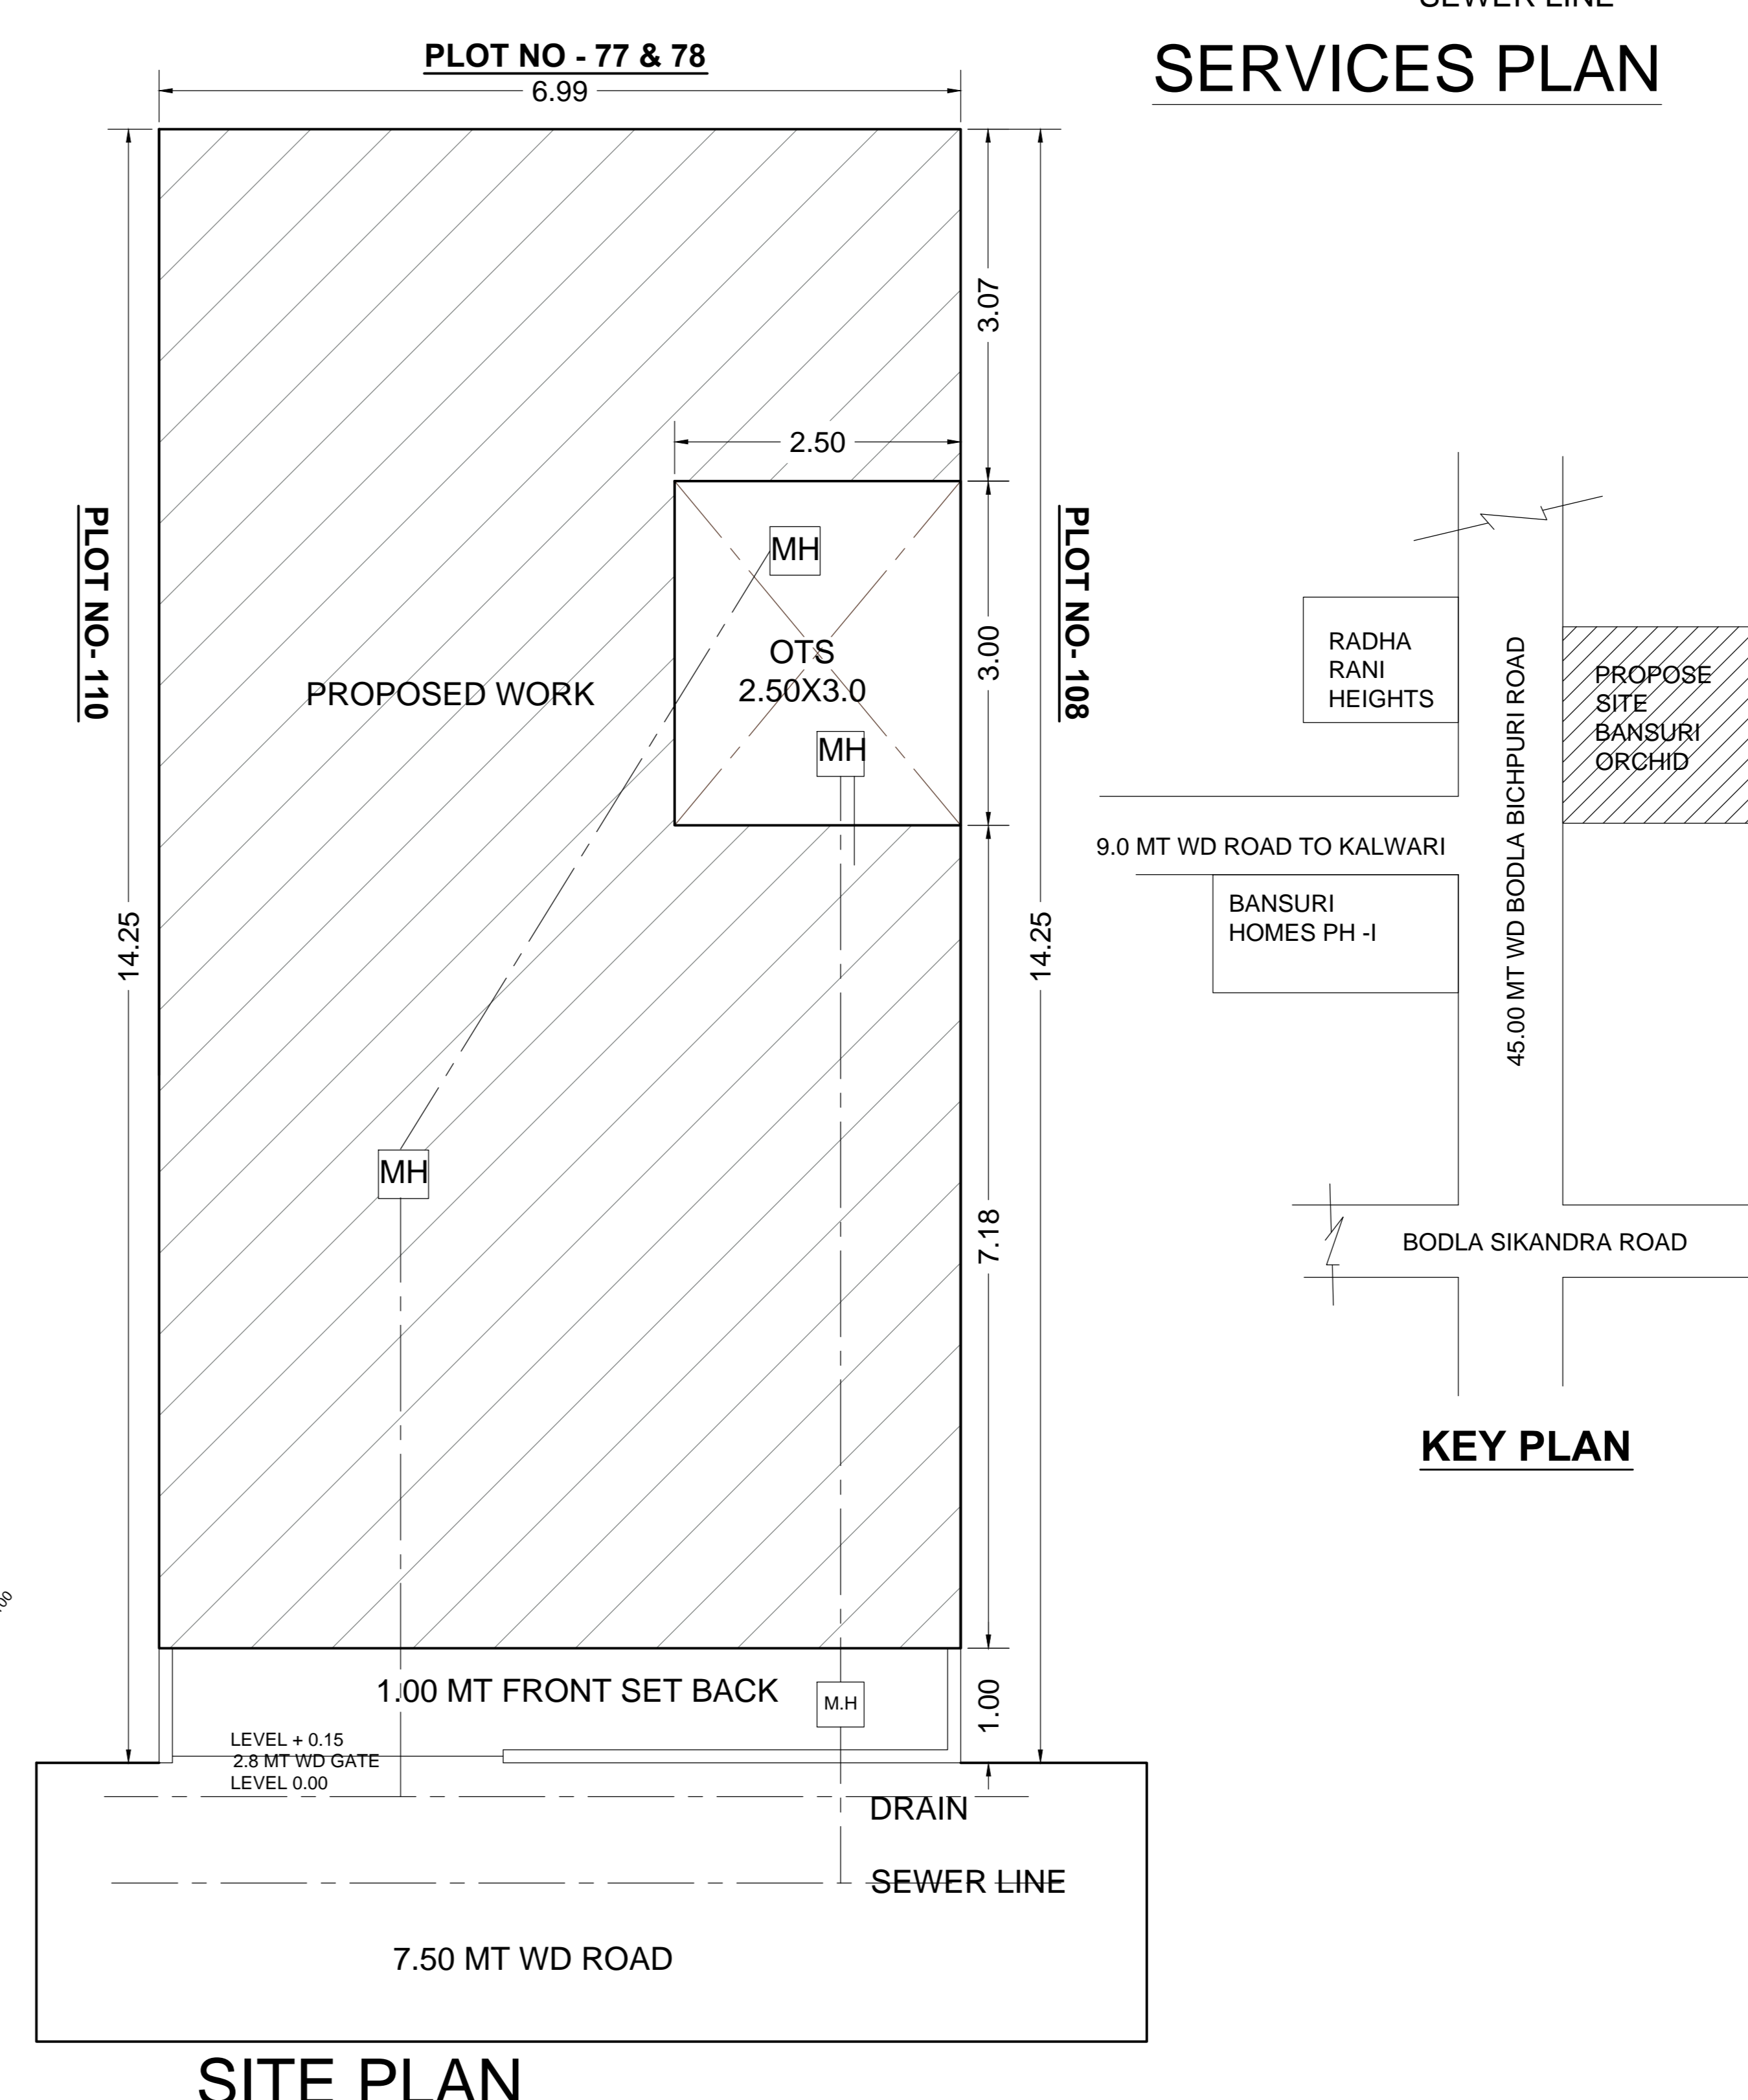 SEWER LINE
SERVICES PLAN
PLOT NO - 77 & 78
6.99
3.07
2.50
PLOT NO- 110
PLOT NO- 108
MH
OTS
2.50X3.0
MH
3.00
PROPOSED WORK
14.25
14.25
MH
7.18
1.00 MT FRONT SET BACK
M.H
1.00
LEVEL + 0.15
2.8 MT WD GATE
LEVEL 0.00
DRAIN
SEWER LINE
7.50 MT WD ROAD
SITE PLAN
RADHA
RANI
HEIGHTS
45.00 MT WD BODLA BICHPURI ROAD
PROPOSE
SITE
BANSURI
ORCHID
9.0 MT WD ROAD TO KALWARI
BANSURI
HOMES PH -I
BODLA SIKANDRA ROAD
KEY PLAN